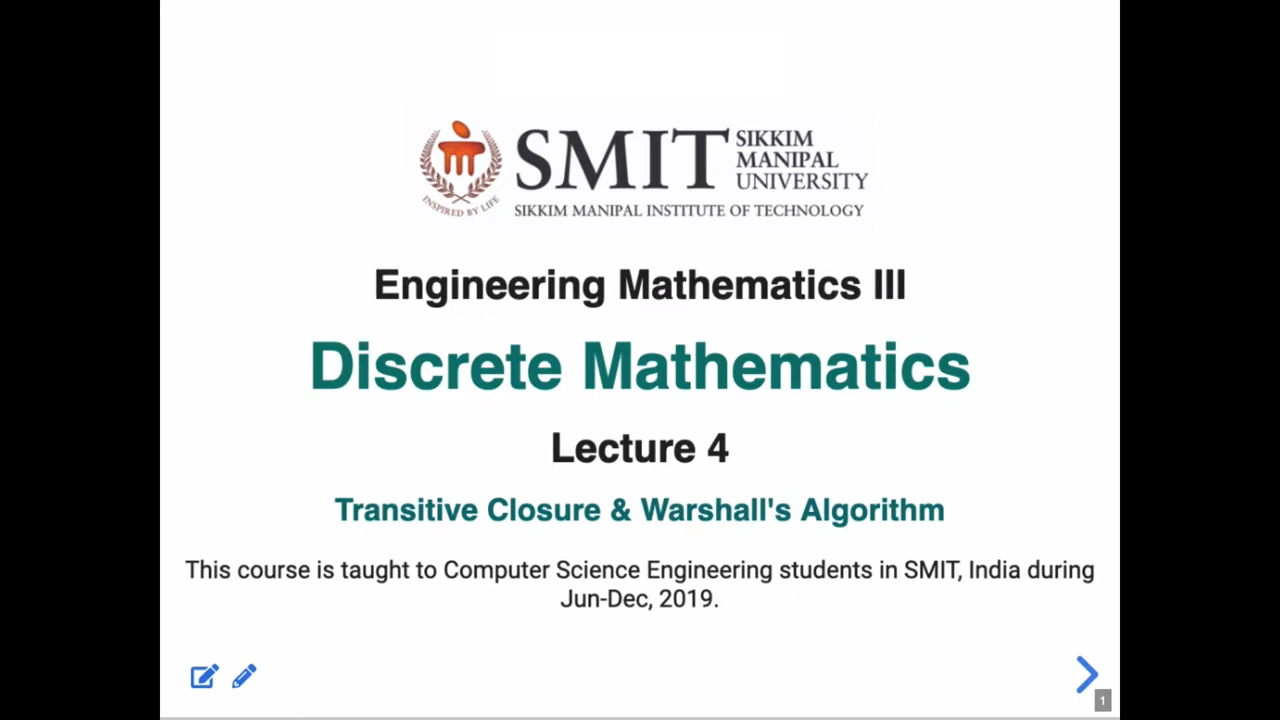 SMIT
SIKKIM
MANIPAL
UNIVERSITY
SIKKIM MANIPAL INSTITUTE OF TECHNOLOGY
INSPIRED BY LIFE
Engineering Mathematics III
Discrete Mathematics
Lecture 4
Transitive Closure & Warshall's Algorithm
This course is taught to Computer Science Engineering students in SMIT, India during
Jun-Dec, 2019.
1